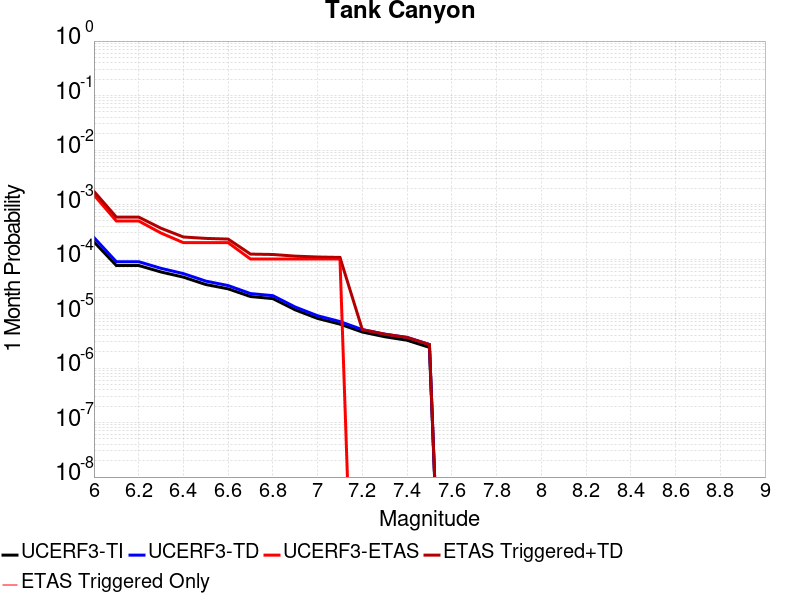 Tank Canyon
10 0
10 -1
10 -2
10 -3
10 -4
10 -5
10 -6
10 -7
10 -8
1 Month Probability
6 6.2 6.4 6.6 6.8 7 7.2 7.4 7.6 7.8 8 8.2 8.4 8.6 8.8 9
Magnitude
UCERF3-TI UCERF3-TD UCERF3-ETAS ETAS Triggered+TD
ETAS Triggered Only